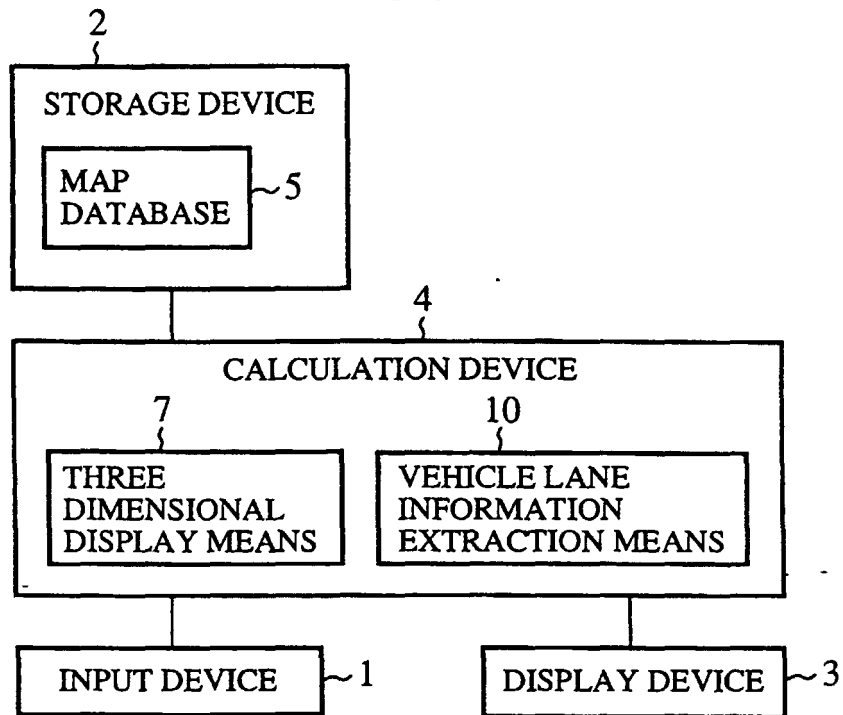 2
STORAGE DEVICE
MAP
DATABASE
5
4
CALCULATION DEVICE
7
THREE
DIMENSIONAL
DISPLAY MEANS
10
VEHICLE LANE
INFORMATION
EXTRACTION MEANS
INPUT DEVICE
1
DISPLAY DEVICE
3